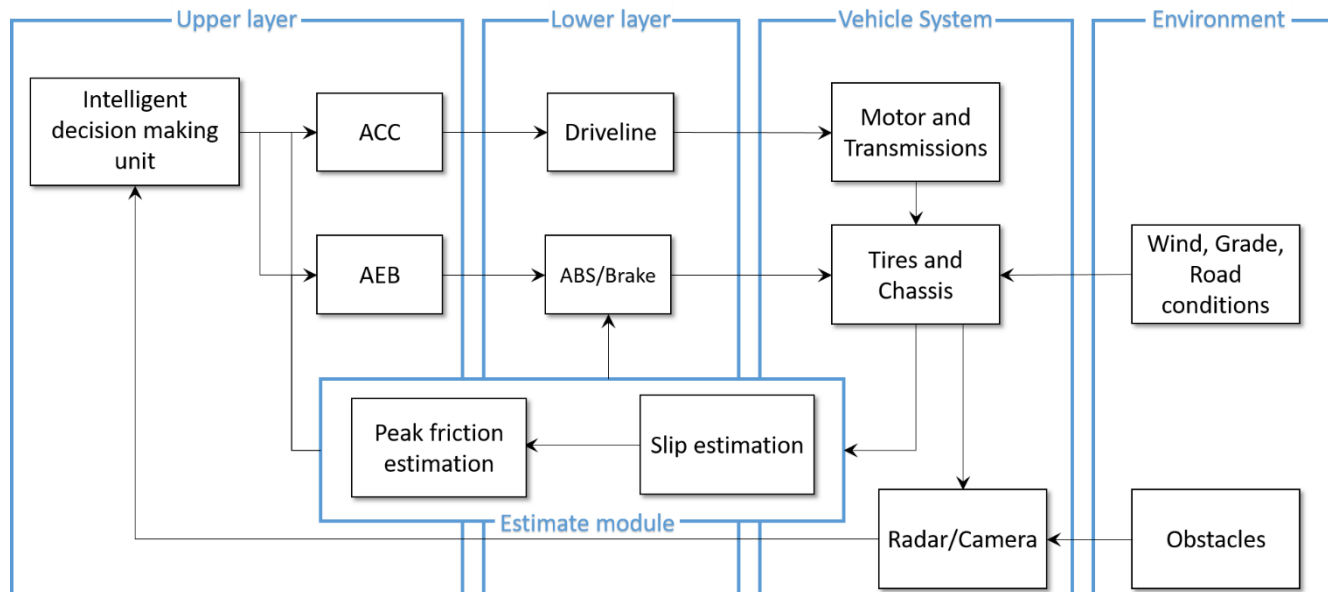 Upper layer
Lower layer
Vehicle System
Environment
Intelligent
decision making
unit
ACC
Driveline
Motor and
Transmissions
AEB
ABS/Brake
Tires and
Chassis
Wind, Grade,
Road
conditions
Peak friction
estimation
Slip estimation
Estimate module
Radar/Camera
Obstacles